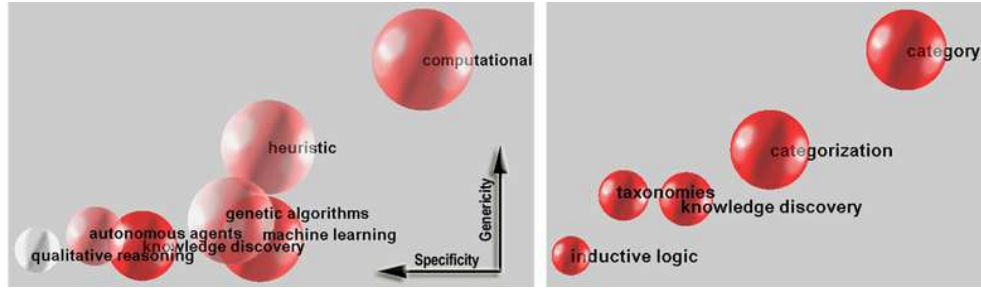 computational
heuristic
genetic algorithms
autonomous agents
machine learning
knowledge discovery
qualitative reasoning
Genericity
Specificity
category
categorization
taxonomies
knowledge discovery
inductive logic